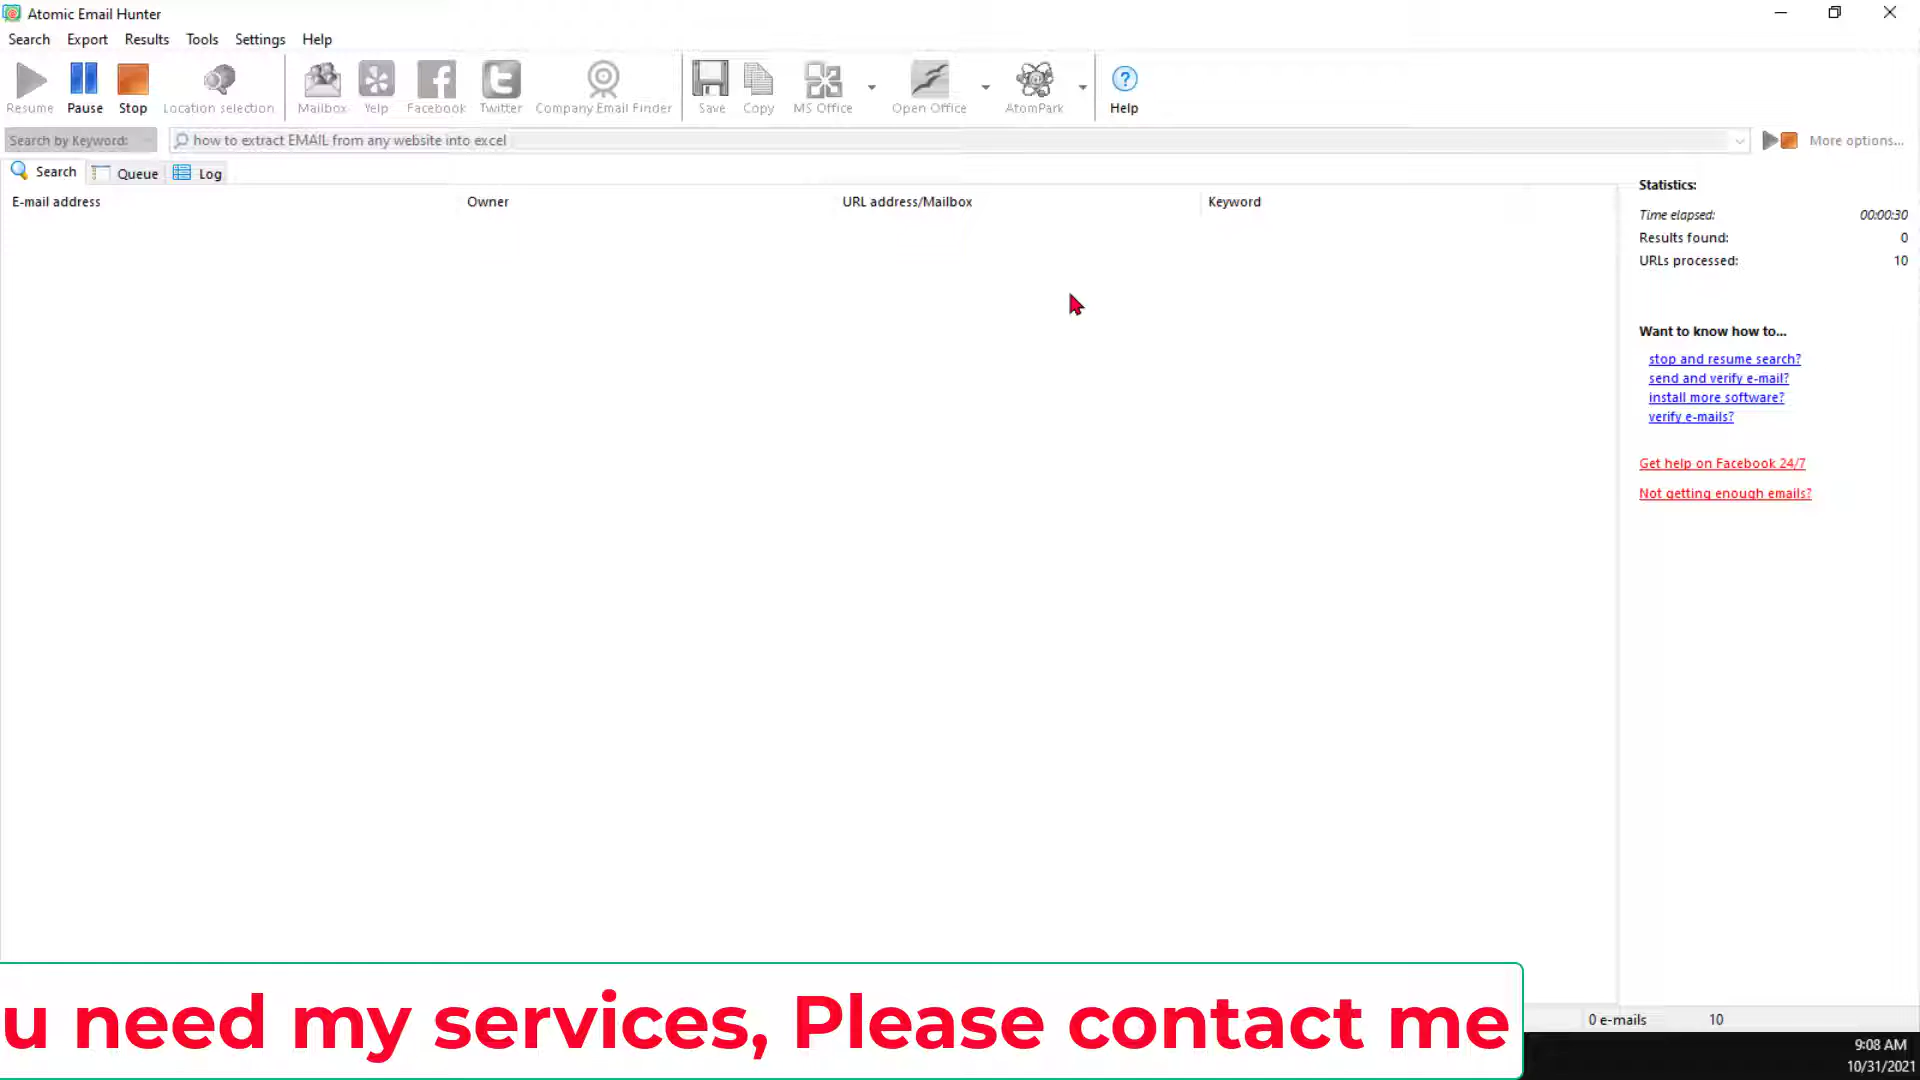 Atomic Email Hunter
Search Export Results Tools Settings Help
Resume Pause Stop Location selection Mailbox Yelp Facebook Twitter Company Email Finder Save Copy MS Office Open Office AtomPark Help
Search by Keyword: how to extract EMAIL from any website into excel More options...
Search Queue Log
E-mail address Owner URL address/Mailbox Keyword
Statistics:
Time elapsed: 00:00:30
Results found: 0
URLs processed: 10
Want to know how to...
stop and resume search?
send and verify e-mail?
install more software?
verify e-mails?
Get help on Facebook 24/7
Not getting enough emails?
u need my services, Please contact me
0 e-mails 10
9:08 AM
10/31/2021